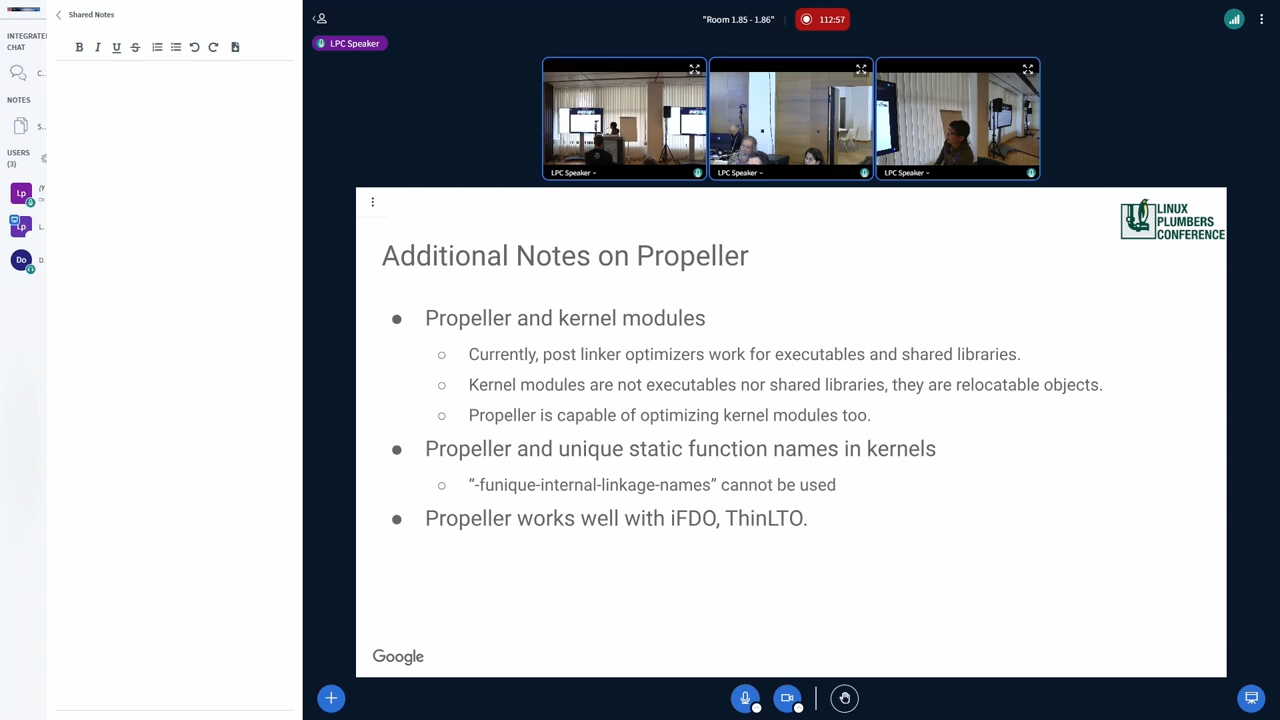 Shared Notes
INTEGRATE
CHAT
C...
NOTES
S...
USERS
(3)
Lp
Lp
L...
Do
D.
B I U S
"Room 1.85 - 1.86"
112:57
LPC Speaker
LPC Speaker
LPC Speaker
LPC Speaker
LINUX
PLUMBERS
CONFERENCE
Additional Notes on Propeller
● Propeller and kernel modules
○ Currently, post linker optimizers work for executables and shared libraries.
○ Kernel modules are not executables nor shared libraries, they are relocatable objects.
○ Propeller is capable of optimizing kernel modules too.
● Propeller and unique static function names in kernels
○ “-funique-internal-linkage-names” cannot be used
● Propeller works well with iFDO, ThinLTO.
Google